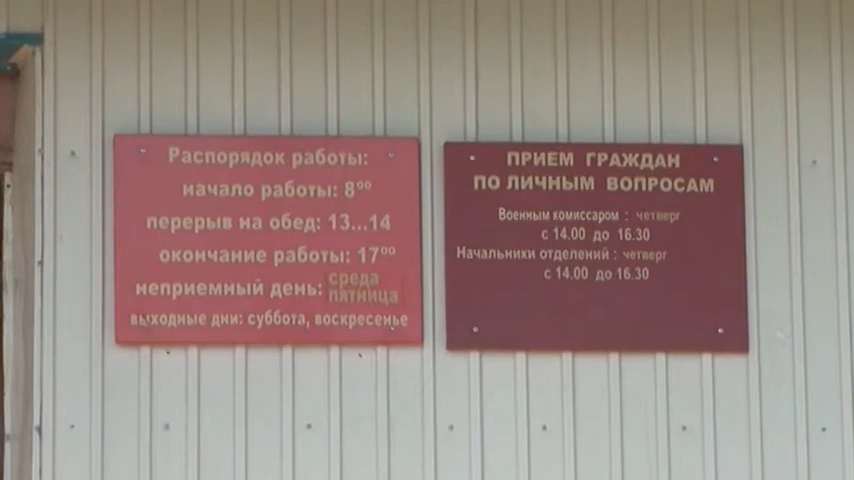 Распорядок работы:
начало работы: 8⁰⁰
перерыв на обед: 13...14
окончание работы: 17⁰⁰
неприемный день: среда
пятница
выходные дни: суббота, воскресенье
ПРИЕМ ГРАЖДАН
ПО ЛИЧНЫМ ВОПРОСАМ
Военным комиссаром : четверг
с 14.00 до 16.30
Начальники отделений : четверг
с 14.00 до 16.30